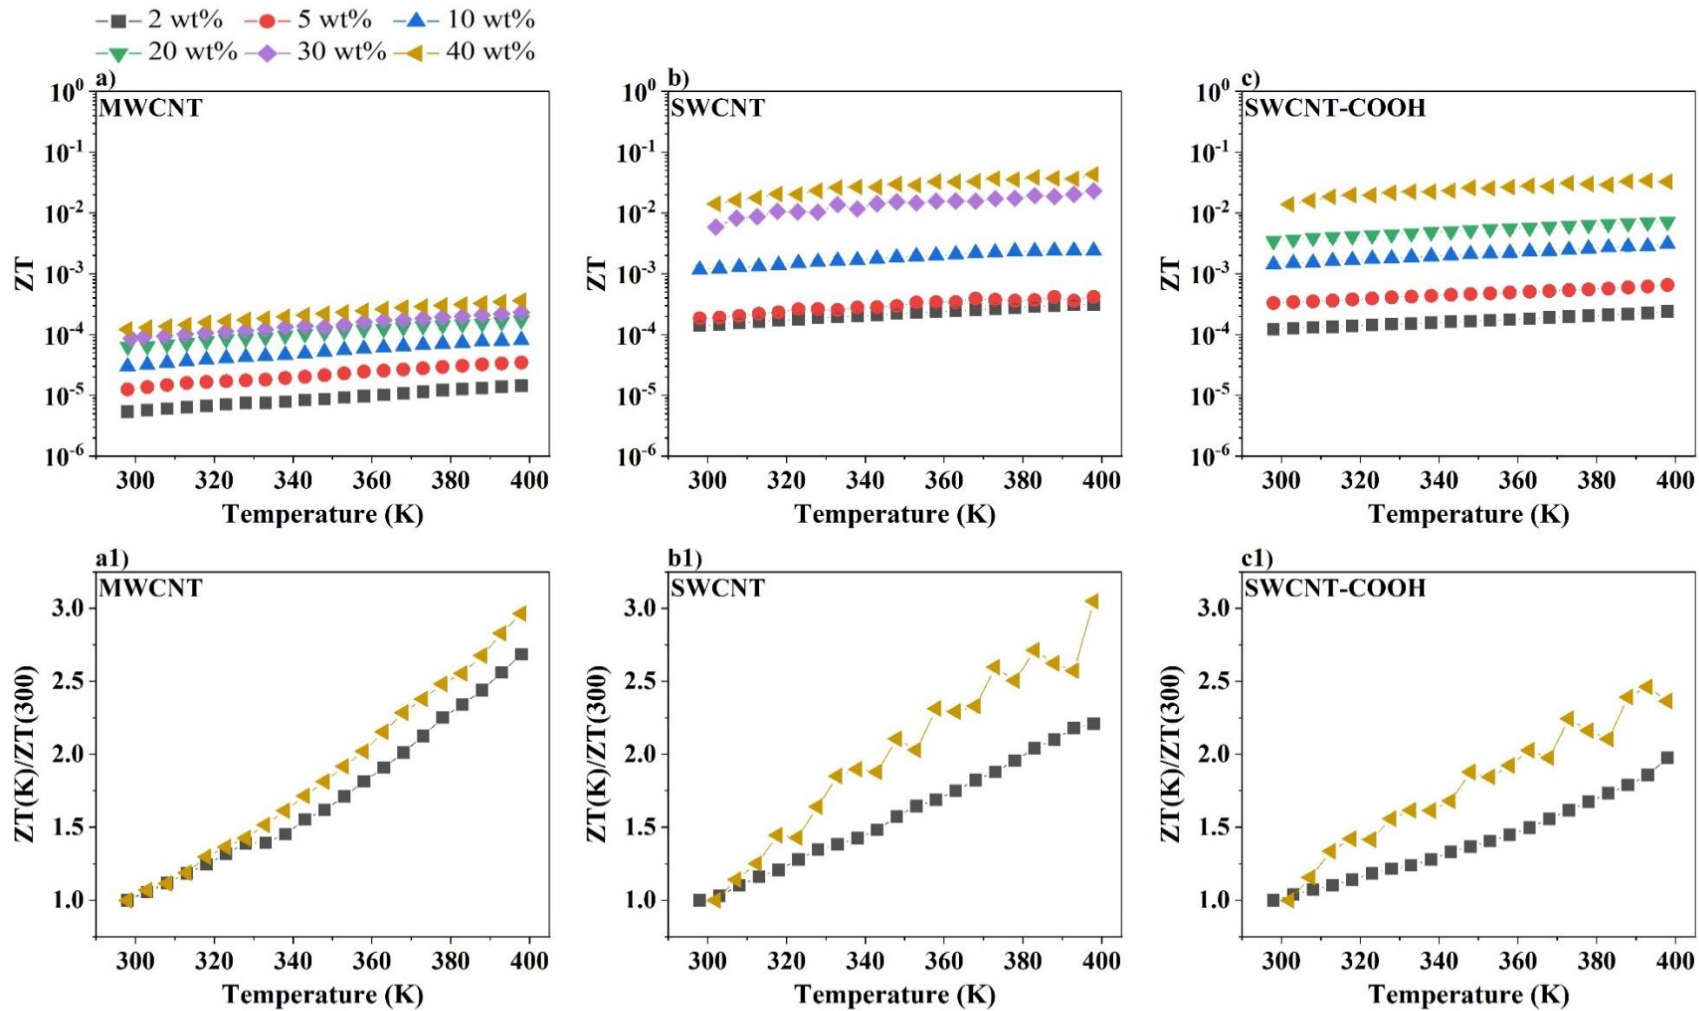 2 wt% 5 wt% 10 wt%
20 wt% 30 wt% 40 wt%
a)
MWCNT
10^0
10^-1
10^-2
10^-3
10^-4
10^-5
10^-6
ZT
300 320 340 360 380 400
Temperature (K)
b)
SWCNT
10^0
10^-1
10^-2
10^-3
10^-4
10^-5
10^-6
ZT
300 320 340 360 380 400
Temperature (K)
c)
SWCNT-COOH
10^0
10^-1
10^-2
10^-3
10^-4
10^-5
10^-6
ZT
300 320 340 360 380 400
Temperature (K)
a1)
MWCNT
3.0
2.5
2.0
1.5
1.0
ZT(K)/ZT(300)
300 320 340 360 380 400
Temperature (K)
b1)
SWCNT
3.0
2.5
2.0
1.5
1.0
ZT(K)/ZT(300)
300 320 340 360 380 400
Temperature (K)
c1)
SWCNT-COOH
3.0
2.5
2.0
1.5
1.0
ZT(K)/ZT(300)
300 320 340 360 380 400
Temperature (K)